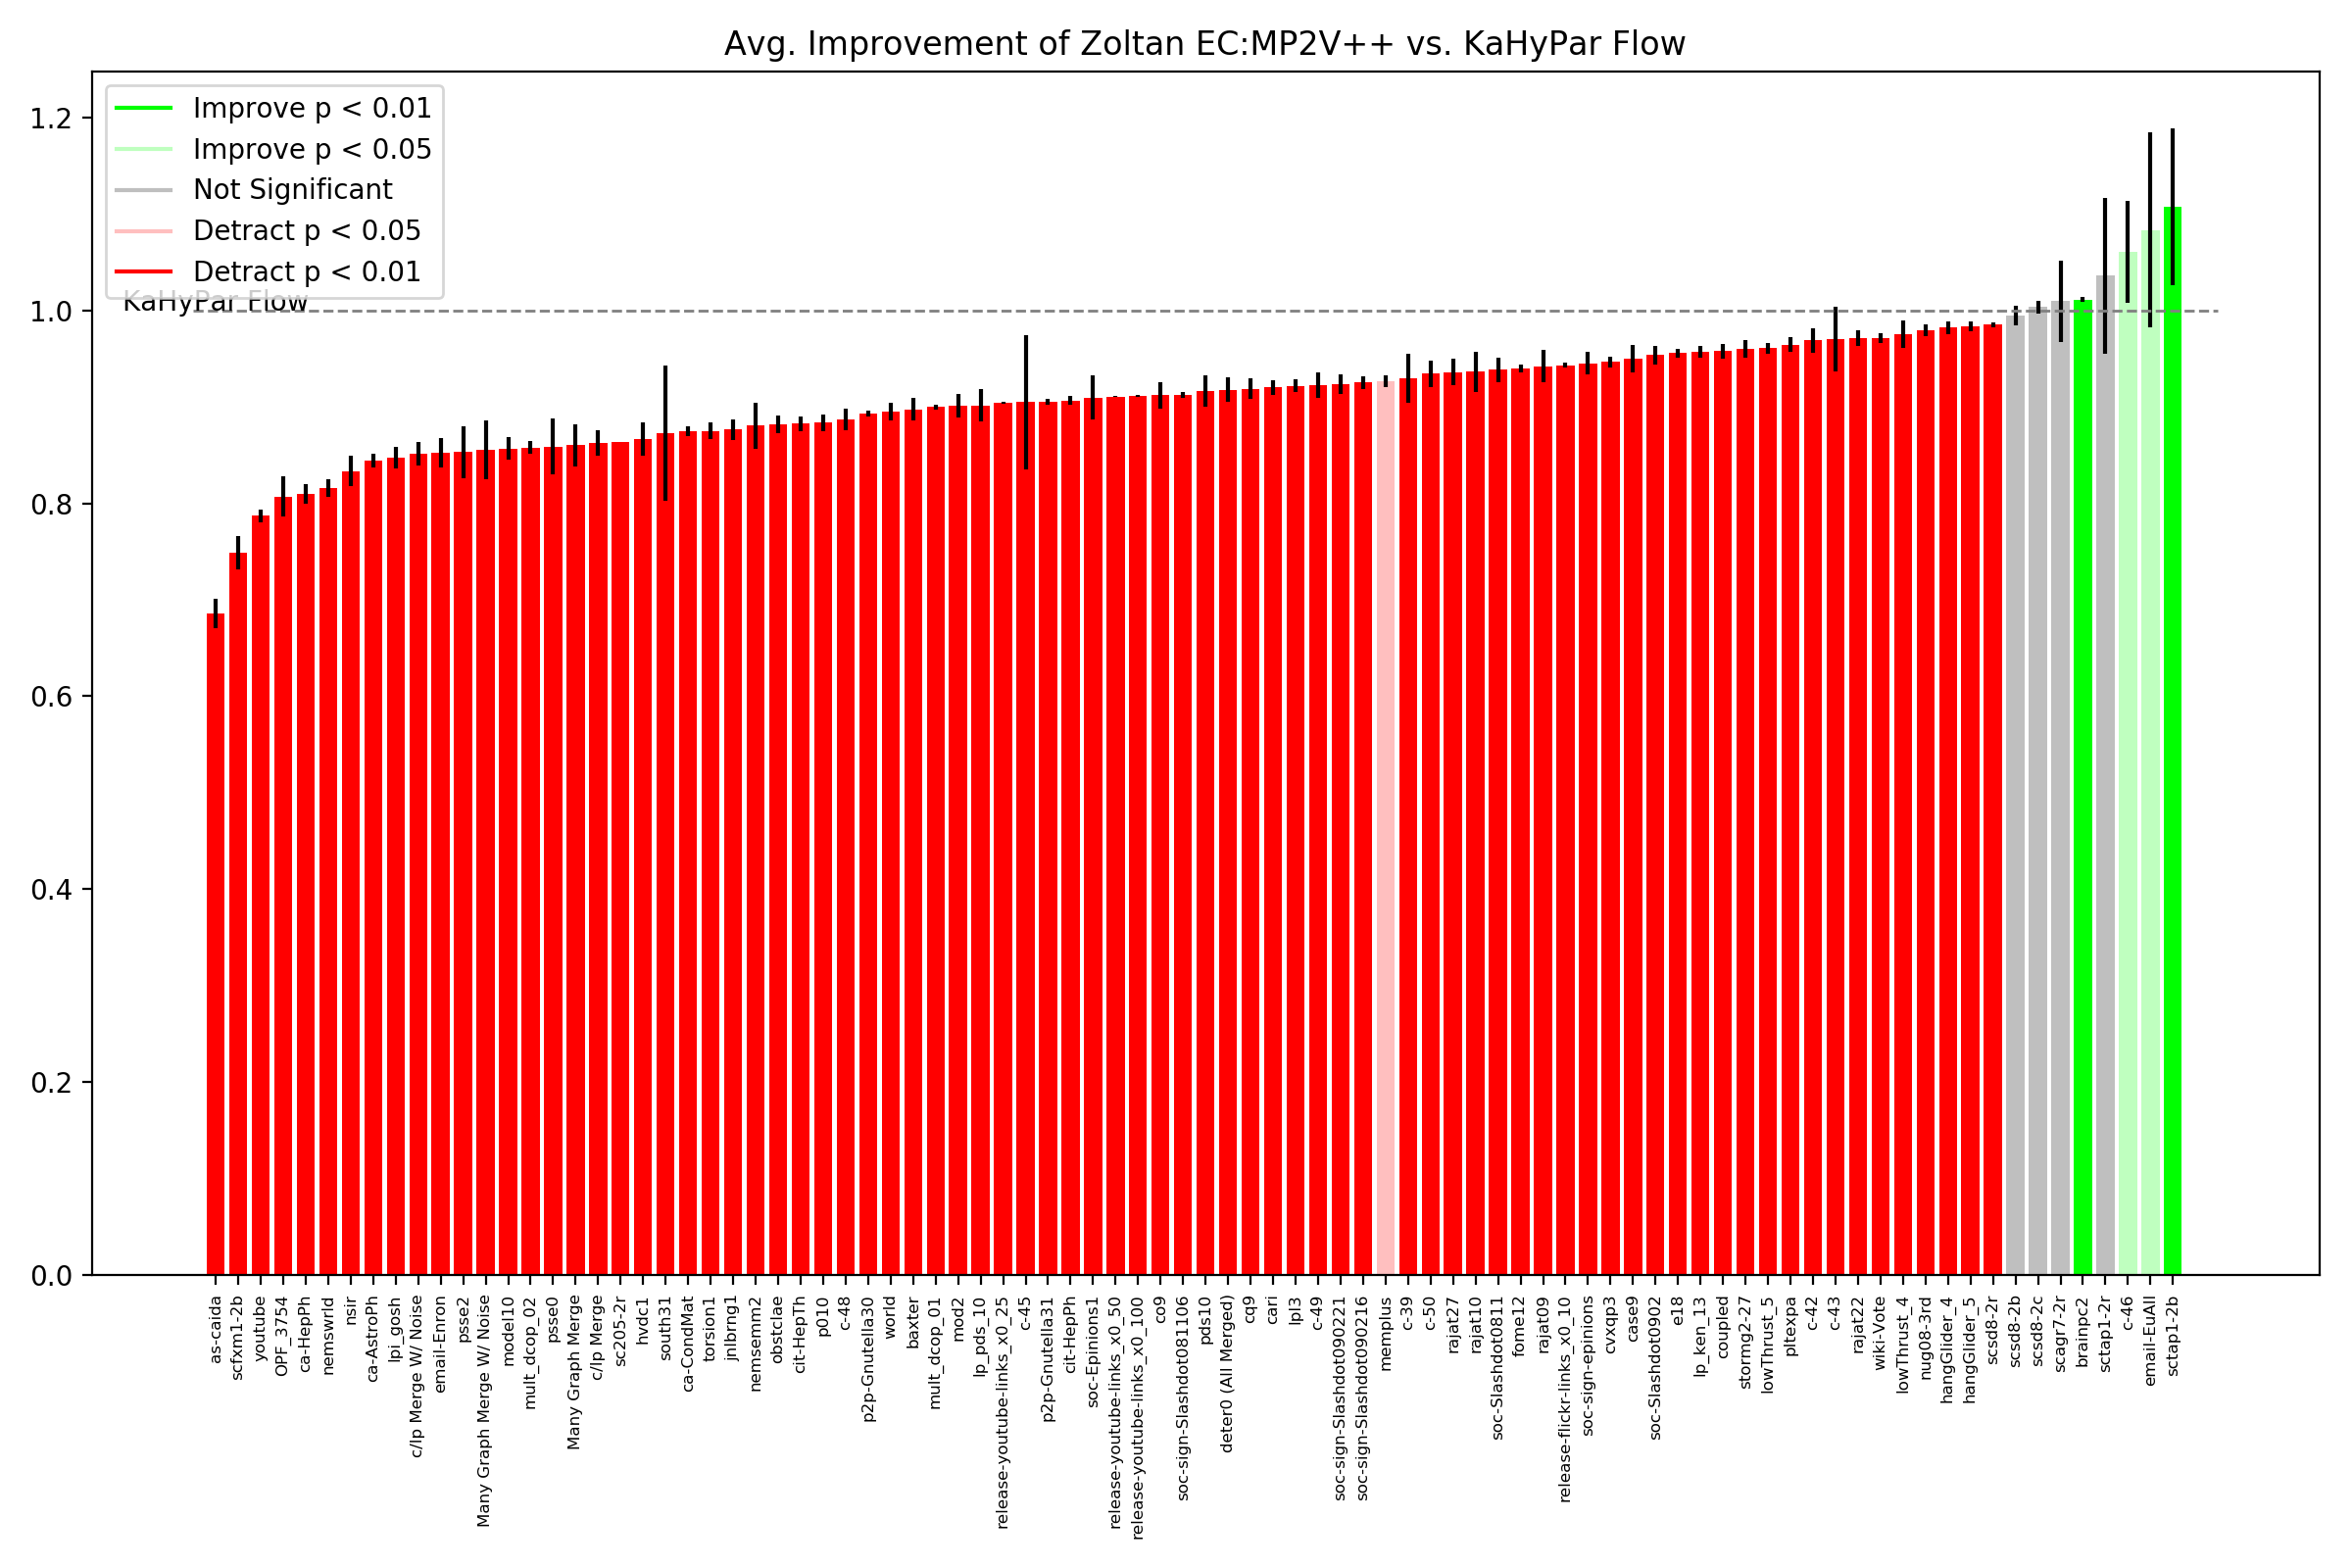 Avg. Improvement of Zoltan EC:MP2V++ vs. KaHyPar Flow
Improve p < 0.01
Improve p < 0.05
Not Significant
Detract p < 0.05
Detract p < 0.01
KaHyPar Flow
1.2
1.0
0.8
0.6
0.4
0.2
0.0
as-caida
scfxm1-2b
youtube
OPF_3754
ca-HepPh
nemswrld
nsir
ca-AstroPh
lpi_gosh
c/lp Merge W/ Noise
email-Enron
psse2
Many Graph Merge W/ Noise
model10
mult_dcop_02
psse0
Many Graph Merge
c/lp Merge
sc205-2r
hvdc1
south31
ca-CondMat
torsion1
jnlbrng1
nemsemm2
obstclae
cit-HepTh
p010
c-48
p2p-Gnutella30
world
baxter
mult_dcop_01
mod2
lp_pds_10
release-youtube-links_x0_25
c-45
p2p-Gnutella31
cit-HepPh
soc-Epinions1
release-youtube-links_x0_50
release-youtube-links_x0_100
co9
soc-sign-Slashdot081106
pds10
deter0 (All Merged)
cq9
cari
lpl3
c-49
soc-sign-Slashdot090221
soc-sign-Slashdot090216
memplus
c-39
c-50
rajat27
rajat10
soc-Slashdot0811
fome12
rajat09
release-flickr-links_x0_10
soc-sign-epinions
cvxqp3
case9
soc-Slashdot0902
e18
lp_ken_13
coupled
stormg2-27
lowThrust_5
pltexpa
c-42
c-43
rajat22
wiki-Vote
lowThrust_4
nug08-3rd
hangGlider_4
hangGlider_5
scsd8-2r
scsd8-2b
scsd8-2c
scagr7-2r
brainpc2
sctap1-2r
c-46
email-EuAll
sctap1-2b